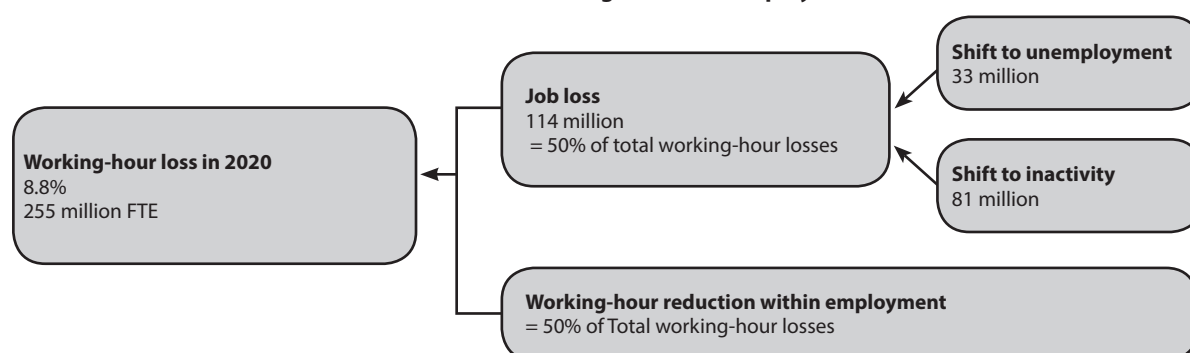 Working-hour loss in 2020
8.8%
255 million FTE
Job loss
114 million
= 50% of total working-hour losses
Shift to unemployment
33 million
Shift to inactivity
81 million
Working-hour reduction within employment
= 50% of Total working-hour losses